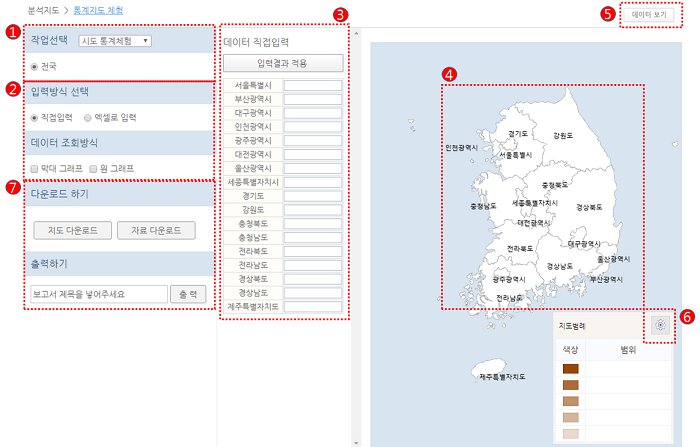 분석지도 > 통계지도 체험
1
작업선택 시도 통계체험
전국
2
입력방식 선택
직접입력 엑셀로 입력
데이터 조회방식
막대 그래프 원 그래프
7
다운로드 하기
지도 다운로드 자료 다운로드
출력하기
보고서 제목을 넣어주세요 출 력
3
데이터 직접입력
입력결과 적용
서울특별시
부산광역시
대구광역시
인천광역시
광주광역시
대전광역시
울산광역시
세종특별자치시
경기도
강원도
충청북도
충청남도
전라북도
전라남도
경상북도
경상남도
제주특별자치도
5
데이터 보기
4
경기도
강원도
인천광역시
서울특별시
충청북도
충청남도
세종특별자치시
경상북도
대전광역시
전라북도
대구광역시
울산광역시
경상남도
광주광역시
부산광역시
전라남도
제주특별자치도
6
지도범례
색상 범위